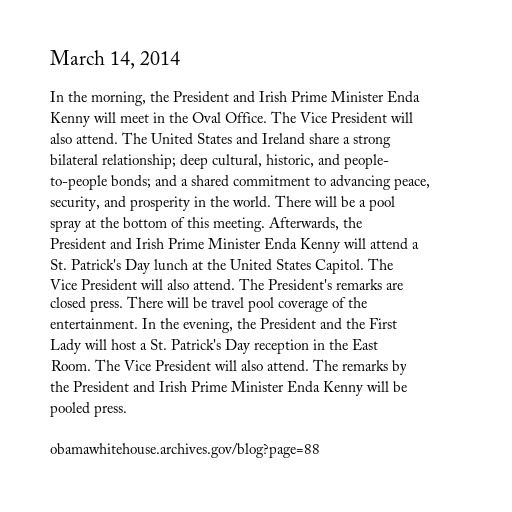 March 14, 2014
In the morning, the President and Irish Prime Minister Enda
Kenny will meet in the Oval Office. The Vice President will
also attend. The United States and Ireland share a strong
bilateral relationship; deep cultural, historic, and people-
to-people bonds; and a shared commitment to advancing peace,
security, and prosperity in the world. There will be a pool
spray at the bottom of this meeting. Afterwards, the
President and Irish Prime Minister Enda Kenny will attend a
St. Patrick's Day lunch at the United States Capitol. The
Vice President will also attend. The President's remarks are
closed press. There will be travel pool coverage of the
entertainment. In the evening, the President and the First
Lady will host a St. Patrick's Day reception in the East
Room. The Vice President will also attend. The remarks by
the President and Irish Prime Minister Enda Kenny will be
pooled press.
obamawhitehouse.archives.gov/blog?page=88